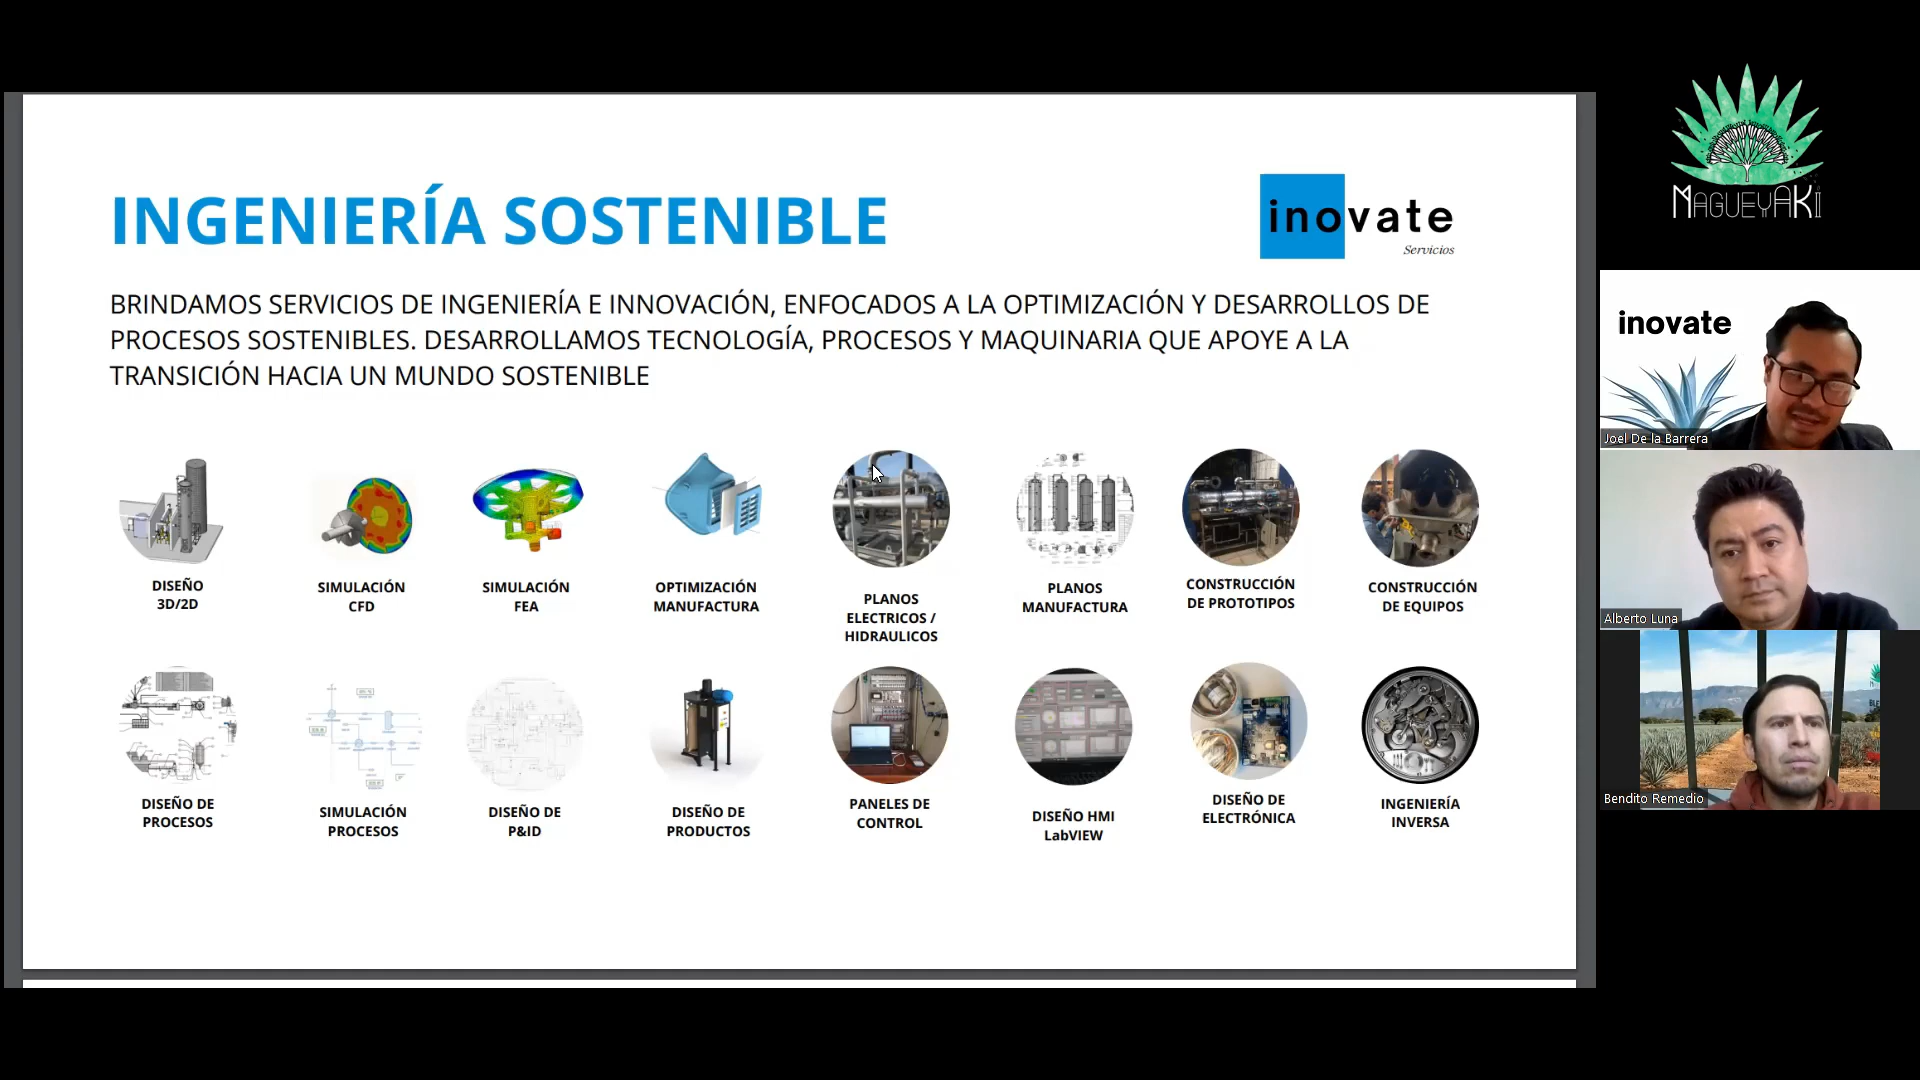 INGENIERÍA SOSTENIBLE
inovate
Servicios
BRINDAMOS SERVICIOS DE INGENIERÍA E INNOVACIÓN, ENFOCADOS A LA OPTIMIZACIÓN Y DESARROLLOS DE
PROCESOS SOSTENIBLES. DESARROLLAMOS TECNOLOGÍA, PROCESOS Y MAQUINARIA QUE APOYE A LA
TRANSICIÓN HACIA UN MUNDO SOSTENIBLE
DISEÑO
3D/2D
SIMULACIÓN
CFD
SIMULACIÓN
FEA
OPTIMIZACIÓN
MANUFACTURA
PLANOS
ELECTRICOS /
HIDRAULICOS
PLANOS
MANUFACTURA
CONSTRUCCIÓN
DE PROTOTIPOS
CONSTRUCCIÓN
DE EQUIPOS
DISEÑO DE
PROCESOS
SIMULACIÓN
PROCESOS
DISEÑO DE
P&ID
DISEÑO DE
PRODUCTOS
PANELES DE
CONTROL
DISEÑO HMI
LabVIEW
DISEÑO DE
ELECTRÓNICA
INGENIERÍA
INVERSA
MAGUEYAKI
inovate
Joel De la Barrera
Alberto Luna
Bendito Remedio